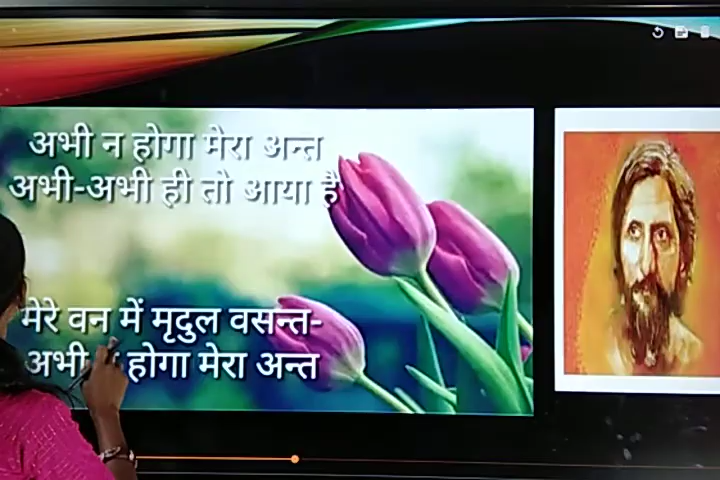 अभी न होगा मेरा अन्त
अभी-अभी ही तो आया है
मेरे वन में मृदुल वसन्त-
अभी न होगा मेरा अन्त